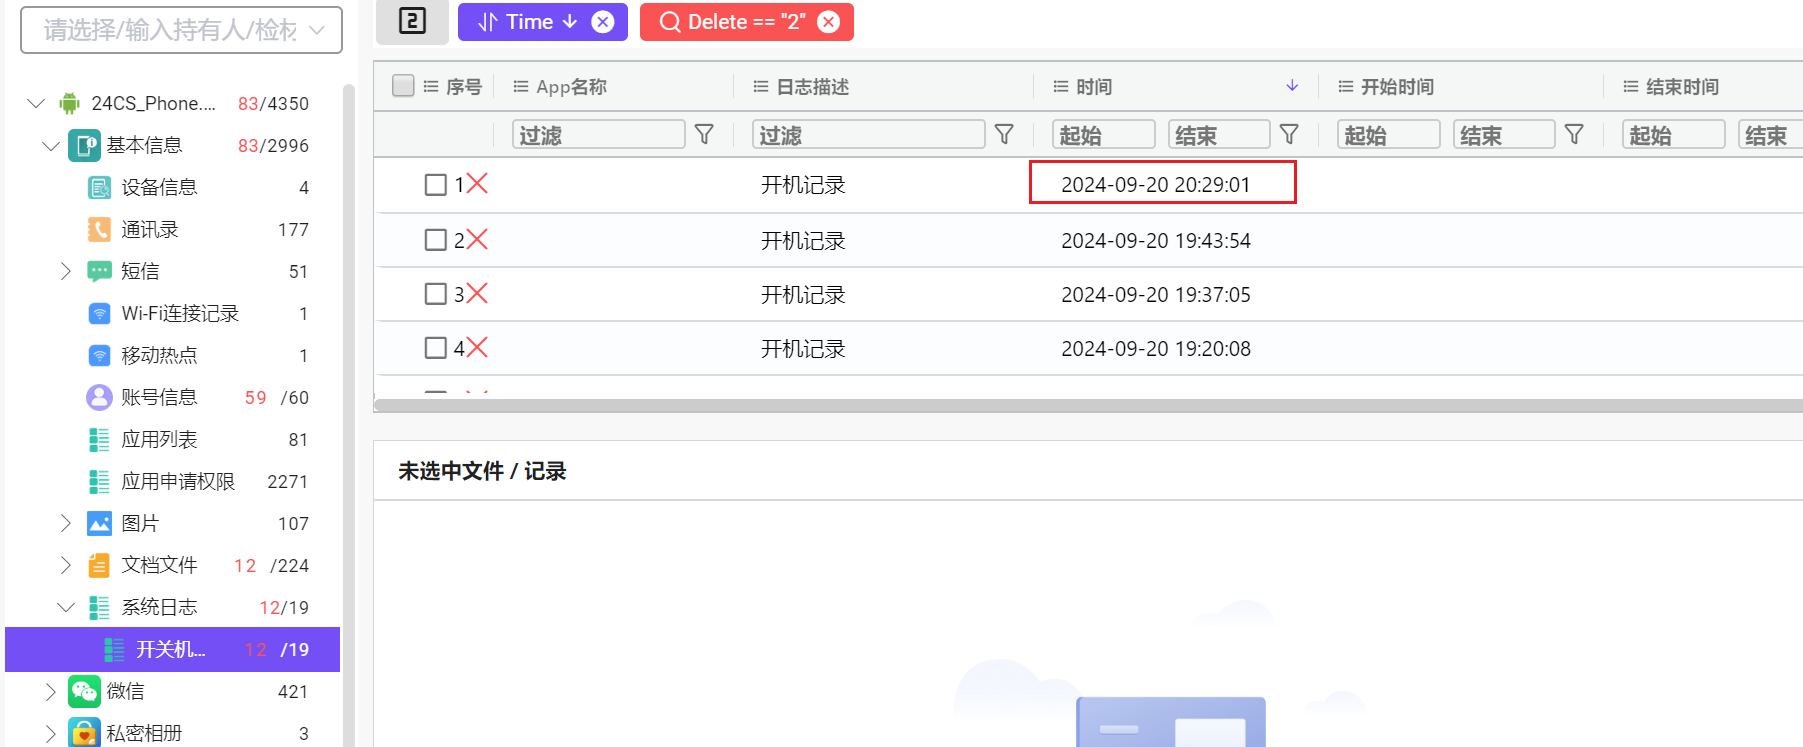 请选择/输入持有人/检材
24CS_Phone.... 83/4350
基本信息 83/2996
设备信息 4
通讯录 177
短信 51
Wi-Fi连接记录 1
移动热点 1
账号信息 59 /60
应用列表 81
应用申请权限 2271
图片 107
文档文件 12 /224
系统日志 12/19
开关机... 12 /19
微信 421
私密相册 3
2 Time ↓ Delete == "2"
序号 App名称 日志描述 时间 开始时间 结束时间
过滤 过滤 起始 结束 起始 结束 起始 结束
1 开机记录 2024-09-20 20:29:01
2 开机记录 2024-09-20 19:43:54
3 开机记录 2024-09-20 19:37:05
4 开机记录 2024-09-20 19:20:08
未选中文件 / 记录